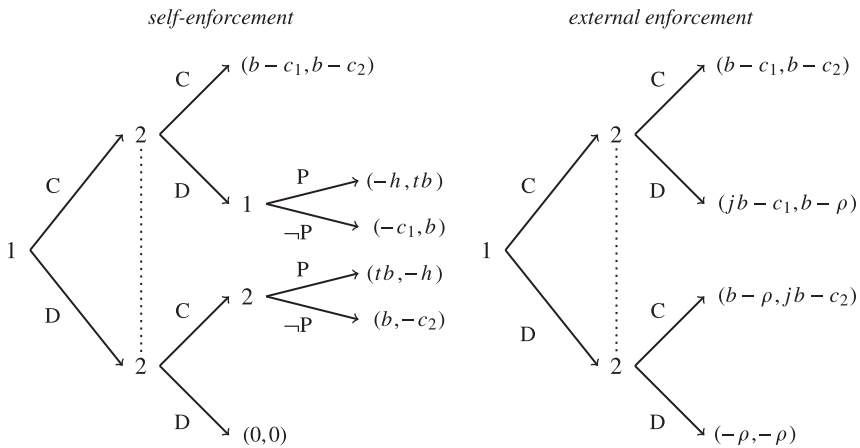 self-enforcement
C
(b − c₁, b − c₂)
2
C
D
P
(−h, tb)
1
¬P
(−c₁, b)
1
D
C
P
(tb, −h)
2
¬P
(b, −c₂)
2
D
(0,0)
external enforcement
C
(b − c₁, b − c₂)
2
C
D
(jb − c₁, b − ρ)
1
D
C
(b − ρ, jb − c₂)
2
D
(−ρ, −ρ)